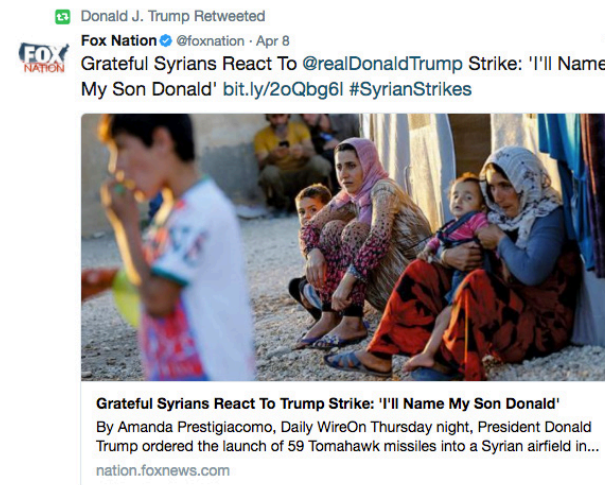 Donald J. Trump Retweeted
Fox Nation @foxnation · Apr 8
FOX
NATION
Grateful Syrians React To @realDonaldTrump Strike: 'I'll Name
My Son Donald' bit.ly/2oQbg6l #SyrianStrikes
Grateful Syrians React To Trump Strike: 'I'll Name My Son Donald'
By Amanda Prestigiacomo, Daily WireOn Thursday night, President Donald
Trump ordered the launch of 59 Tomahawk missiles into a Syrian airfield in...
nation.foxnews.com